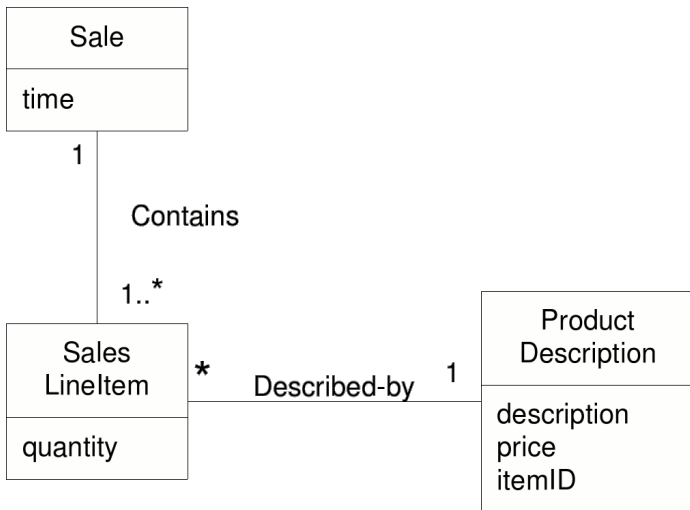 Sale
time
1
Contains
1..*
Sales
LineItem
quantity
*
Described-by
1
Product
Description
description
price
itemID